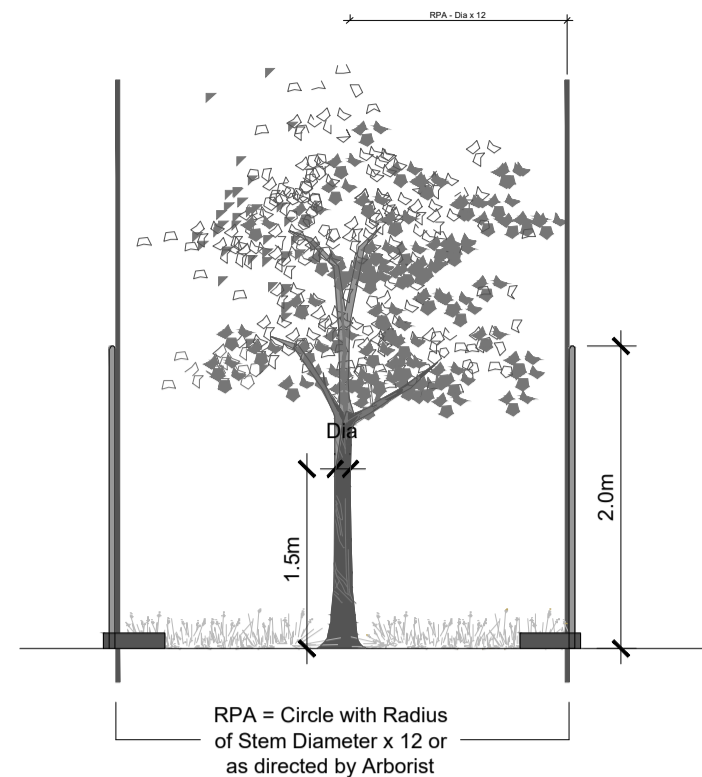 RPA - Dia x 12
Dia
1.5m
2.0m
RPA = Circle with Radius
of Stem Diameter x 12 or
as directed by Arborist